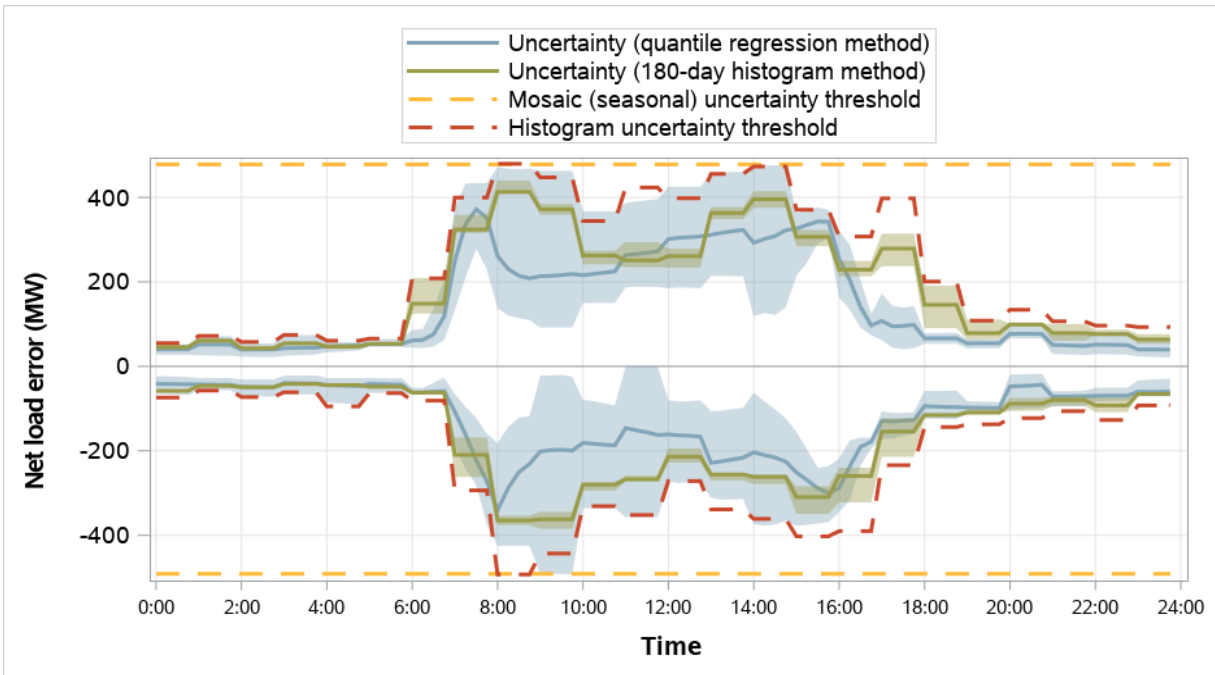 Uncertainty (quantile regression method)
Uncertainty (180-day histogram method)
Mosaic (seasonal) uncertainty threshold
Histogram uncertainty threshold
Net load error (MW)
400
200
0
-200
-400
0:00 2:00 4:00 6:00 8:00 10:00 12:00 14:00 16:00 18:00 20:00 22:00 24:00
Time